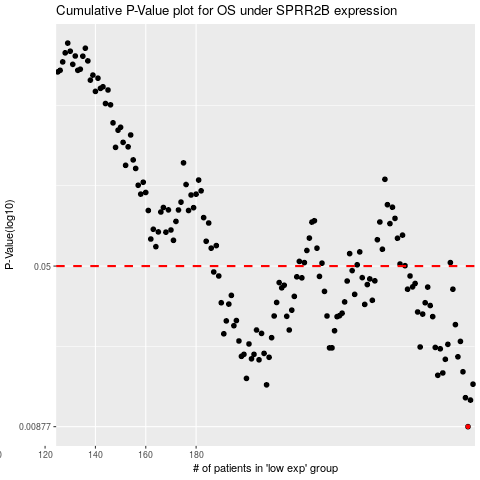 Cumulative P-Value plot for OS under SPRR2B expression
P-Value(log10)
0.05
0.00877
0
120
140
160
180
# of patients in 'low exp' group